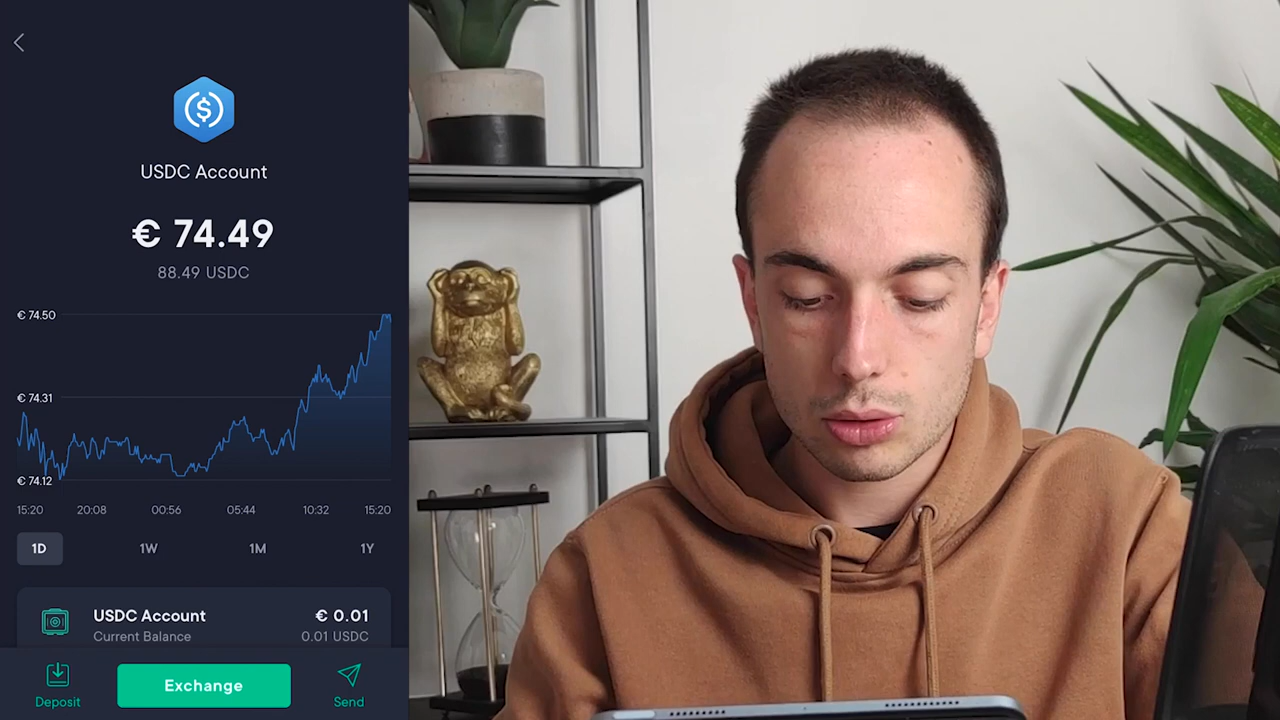 USDC Account
€ 74.49
88.49 USDC
€ 74.50
€ 74.31
€ 74.12
15:20 20:08 00:56 05:44 10:32 15:20
1D 1W 1M 1Y
USDC Account € 0.01
Current Balance 0.01 USDC
Deposit Exchange Send